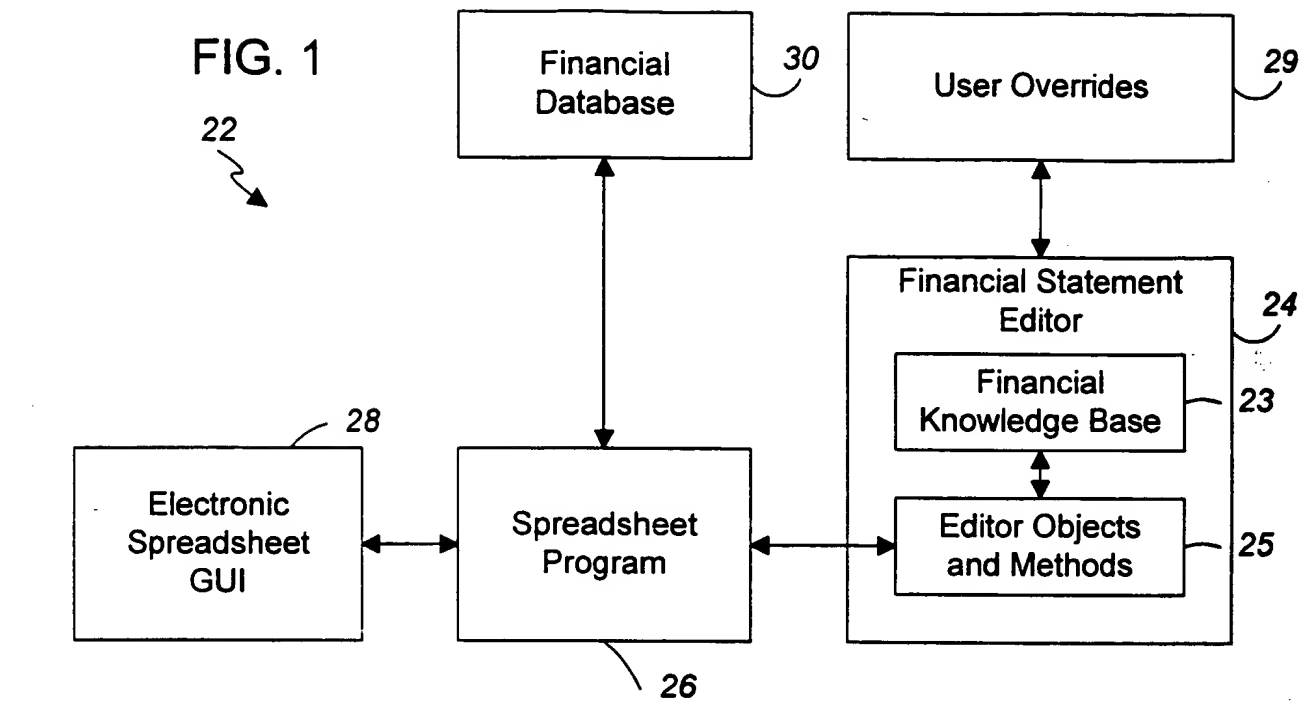 FIG. 1
22
Financial
Database
30
User Overrides
29
Financial Statement
Editor
24
Financial
Knowledge Base
23
Editor Objects
and Methods
25
28
Electronic
Spreadsheet
GUI
Spreadsheet
Program
26